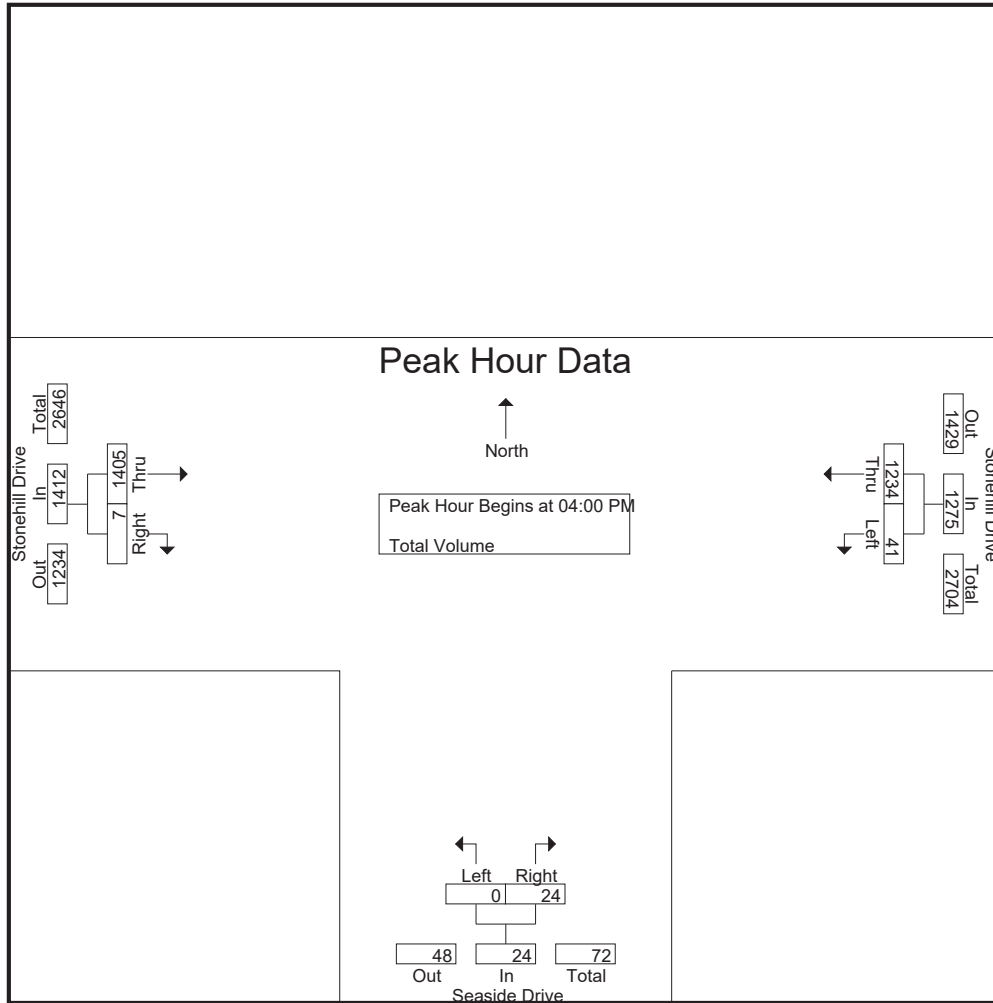 Peak Hour Data
North
Peak Hour Begins at 04:00 PM
Total Volume
Stonehill Drive
Total
2646
In
1412
Out
1234
1405
Thru
7
Right
Stonehill Drive
Out
1429
In
1275
Total
2704
1234
Thru
41
Left
Left
Right
0
24
48
24
72
Out
In
Total
Seaside Drive